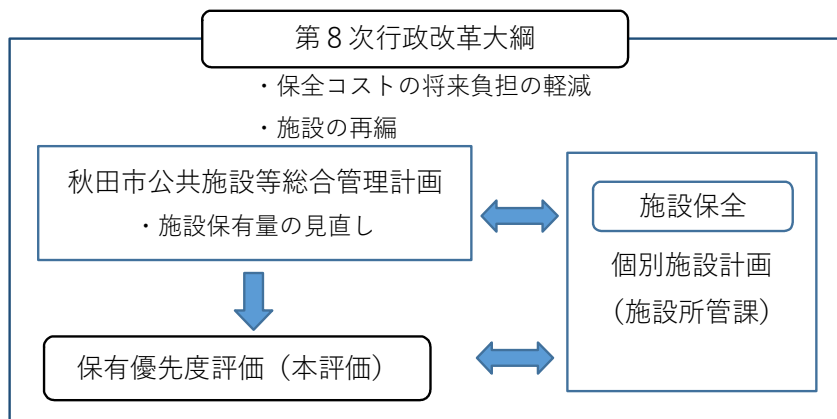 第8次行政改革大綱
・保全コストの将来負担の軽減
・施設の再編
秋田市公共施設等総合管理計画
・施設保有量の見直し
施設保全
個別施設計画
（施設所管課）
保有優先度評価（本評価）